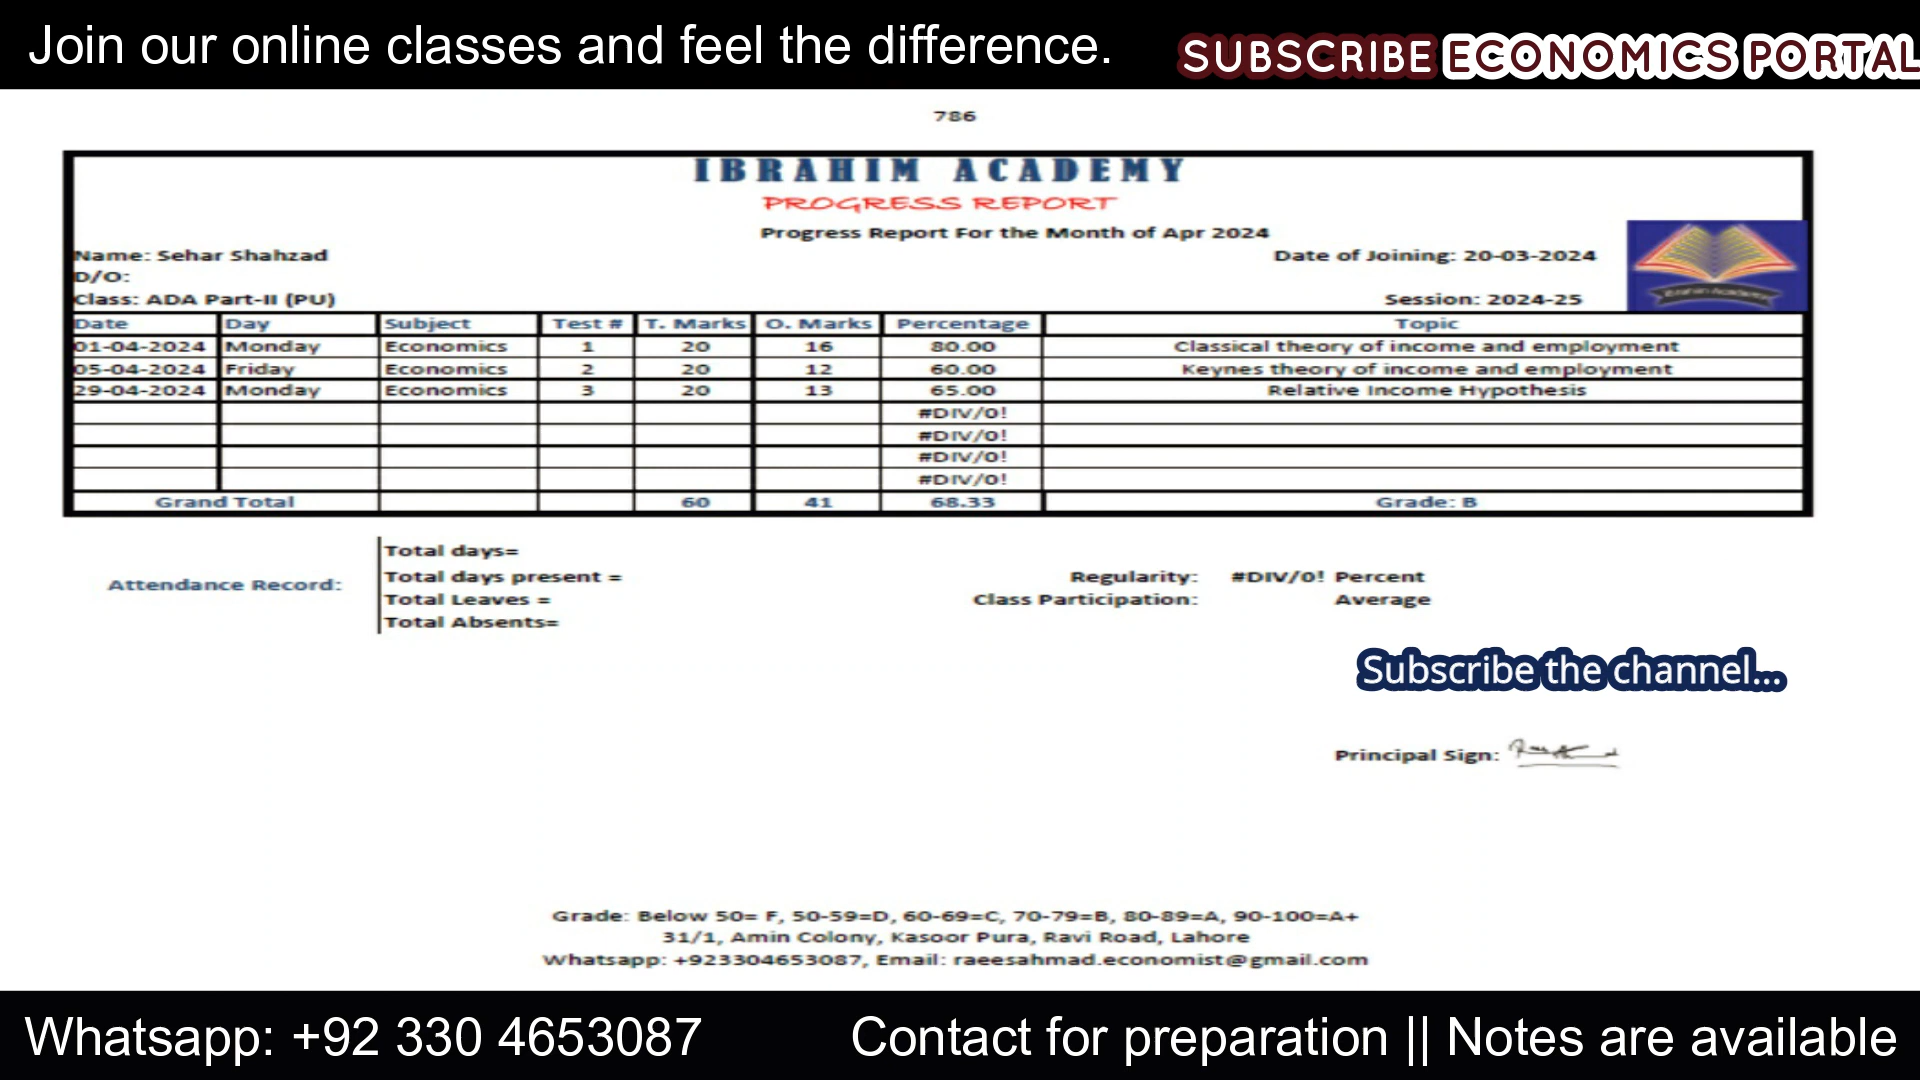 Join our online classes and feel the difference. SUBSCRIBE ECONOMICS PORTAL
786
IBRAHIM ACADEMY
PROGRESS REPORT
Progress Report For the Month of Apr 2024
Name: Sehar Shahzad Date of Joining: 20-03-2024
D/O:
Class: ADA Part-II (PU) Session: 2024-25
Ibrahim Academy
Date Day Subject Test # T. Marks O. Marks Percentage Topic
01-04-2024 Monday Economics 1 20 16 80.00 Classical theory of income and employment
05-04-2024 Friday Economics 2 20 12 60.00 Keynes theory of income and employment
29-04-2024 Monday Economics 3 20 13 65.00 Relative Income Hypothesis
#DIV/0!
#DIV/0!
#DIV/0!
#DIV/0!
Grand Total 60 41 68.33 Grade: B
Attendance Record:
Total days=
Total days present = Regularity: #DIV/0! Percent
Total Leaves = Class Participation: Average
Total Absents=
Subscribe the channel...
Principal Sign:
Grade: Below 50= F, 50-59=D, 60-69=C, 70-79=B, 80-89=A, 90-100=A+
31/1, Amin Colony, Kasoor Pura, Ravi Road, Lahore
Whatsapp: +923304653087, Email: raeesahmad.economist@gmail.com
Whatsapp: +92 330 4653087 Contact for preparation || Notes are available